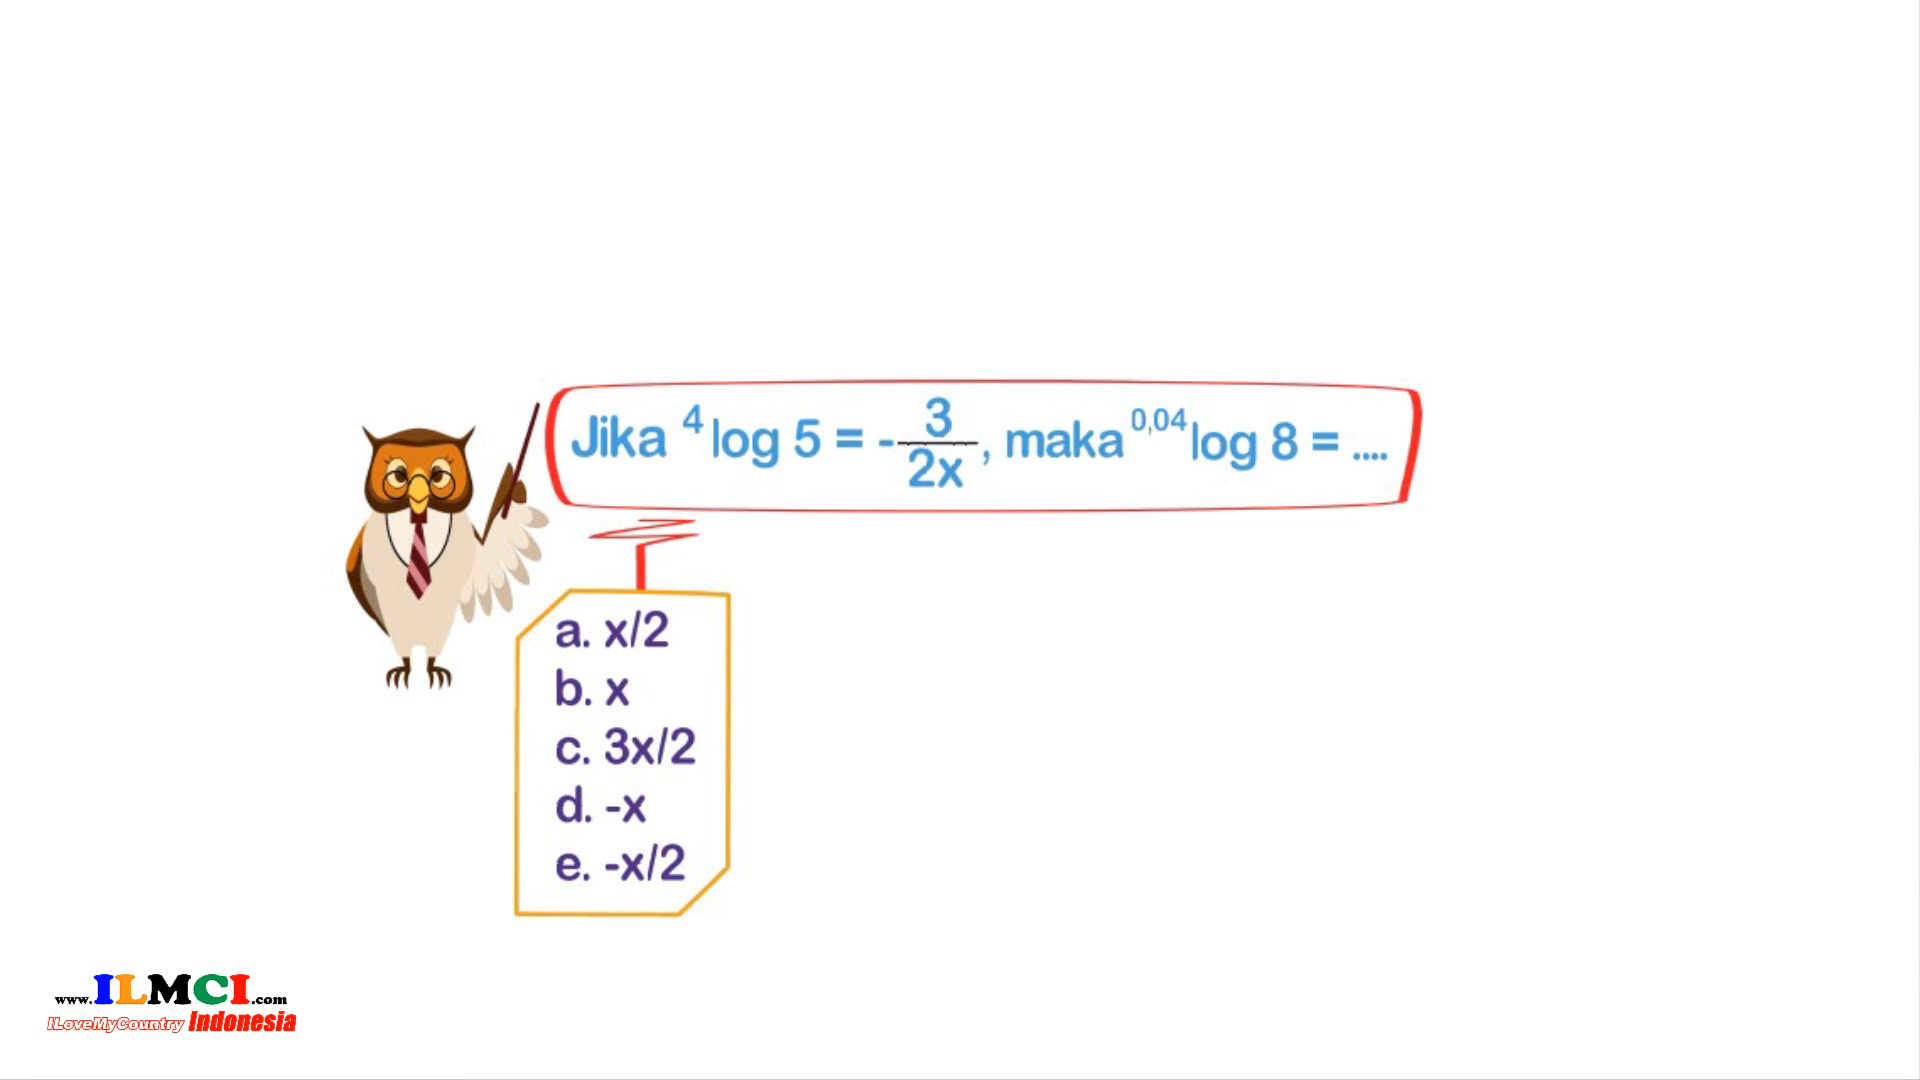 Jika ⁴log 5 = -3/2x, maka ⁰,⁰⁴log 8 = ....
a. x/2
b. x
c. 3x/2
d. -x
e. -x/2
www.ILMCI.com
ILoveMyCountry Indonesia